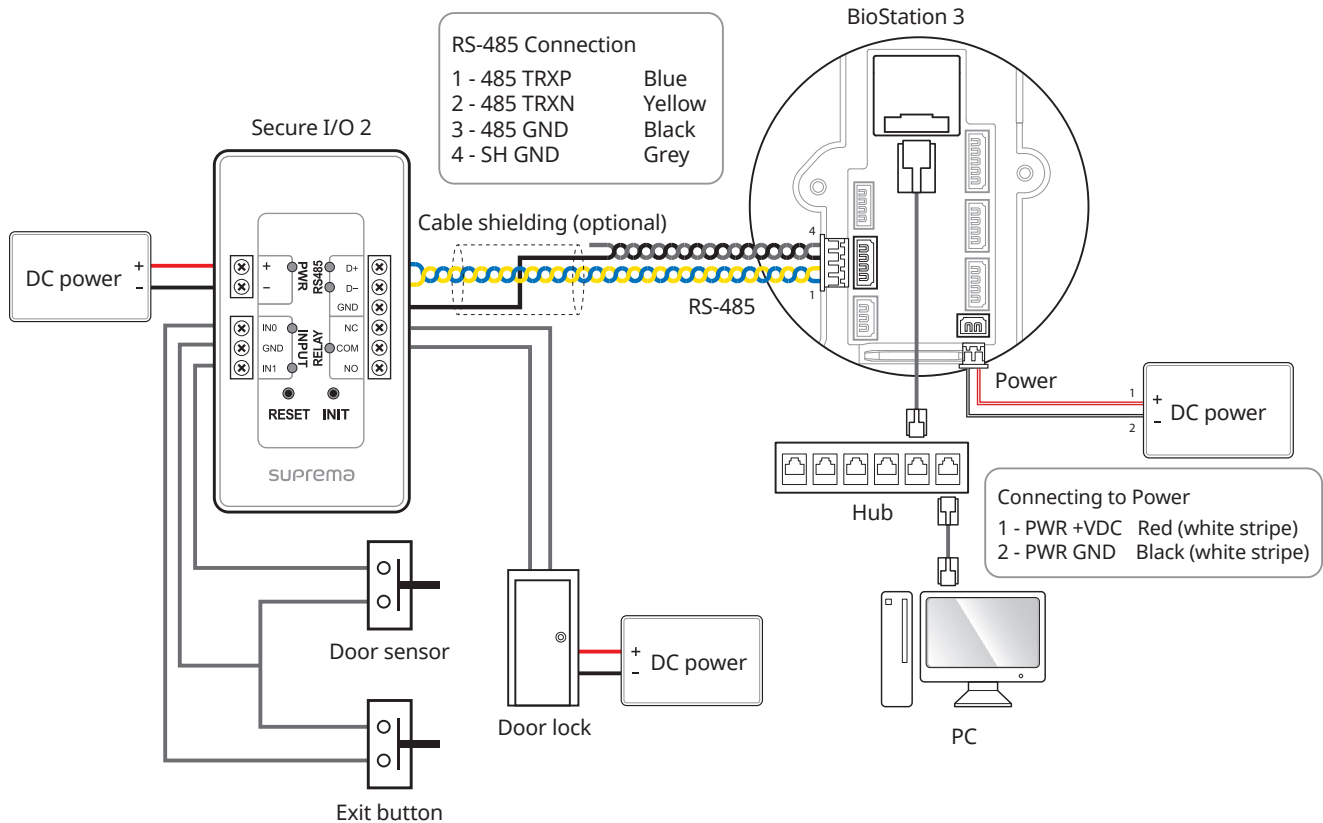 BioStation 3
RS-485 Connection
1 - 485 TRXP Blue
2 - 485 TRXN Yellow
3 - 485 GND Black
4 - SH GND Grey
Secure I/O 2
Cable shielding (optional)
4
1
RS-485
DC power
+
-
+
−
PWR
RS485
D+
D−
GND
IN0
GND
IN1
INPUT
RELAY
NC
COM
NO
RESET INIT
suprema
Power
1
2
+
-
DC power
Hub
Connecting to Power
1 - PWR +VDC Red (white stripe)
2 - PWR GND Black (white stripe)
Door sensor
+
-
DC power
Door lock
PC
Exit button